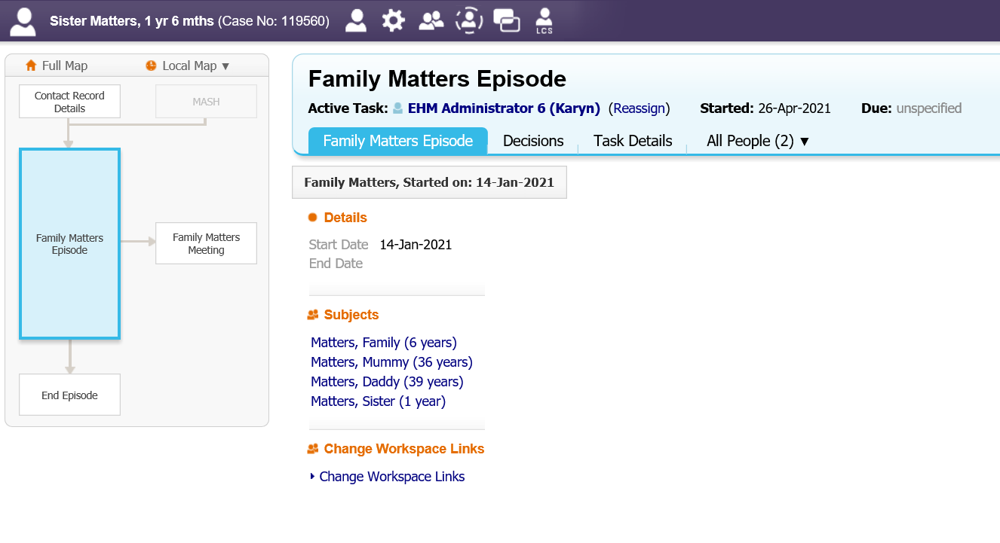 Sister Matters, 1 yr 6 mths (Case No: 119560)
LCS
Full Map
Local Map ▼
Contact Record
Details
MASH
Family Matters
Episode
Family Matters
Meeting
End Episode
Family Matters Episode
Active Task: EHM Administrator 6 (Karyn) (Reassign) Started: 26-Apr-2021 Due: unspecified
Family Matters Episode Decisions Task Details All People (2) ▼
Family Matters, Started on: 14-Jan-2021
Details
Start Date 14-Jan-2021
End Date
Subjects
Matters, Family (6 years)
Matters, Mummy (36 years)
Matters, Daddy (39 years)
Matters, Sister (1 year)
Change Workspace Links
Change Workspace Links